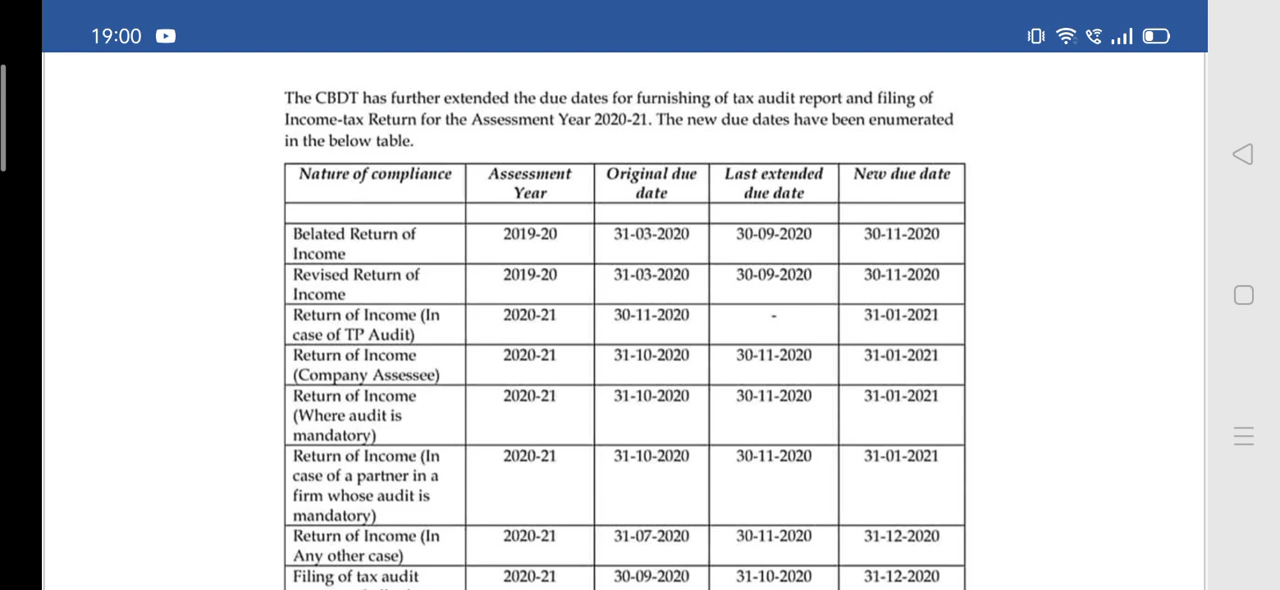 19:00
The CBDT has further extended the due dates for furnishing of tax audit report and filing of
Income-tax Return for the Assessment Year 2020-21. The new due dates have been enumerated
in the below table.
Nature of compliance Assessment Year Original due date Last extended due date New due date
Belated Return of Income 2019-20 31-03-2020 30-09-2020 30-11-2020
Revised Return of Income 2019-20 31-03-2020 30-09-2020 30-11-2020
Return of Income (In case of TP Audit) 2020-21 30-11-2020 - 31-01-2021
Return of Income (Company Assessee) 2020-21 31-10-2020 30-11-2020 31-01-2021
Return of Income (Where audit is mandatory) 2020-21 31-10-2020 30-11-2020 31-01-2021
Return of Income (In case of a partner in a firm whose audit is mandatory) 2020-21 31-10-2020 30-11-2020 31-01-2021
Return of Income (In Any other case) 2020-21 31-07-2020 30-11-2020 31-12-2020
Filing of tax audit 2020-21 30-09-2020 31-10-2020 31-12-2020